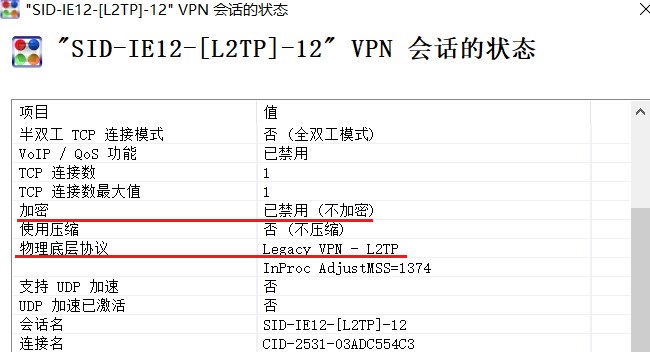 "SID-IE12-[L2TP]-12" VPN 会话的状态
"SID-IE12-[L2TP]-12" VPN 会话的状态
项目 值
半双工 TCP 连接模式 否 (全双工模式)
VoIP / QoS 功能 已禁用
TCP 连接数 1
TCP 连接数最大值 1
加密 已禁用 (不加密)
使用压缩 否 (不压缩)
物理底层协议 Legacy VPN - L2TP
InProc AdjustMSS=1374
支持 UDP 加速 否
UDP 加速已激活 否
会话名 SID-IE12-[L2TP]-12
连接名 CID-2531-03ADC554C3